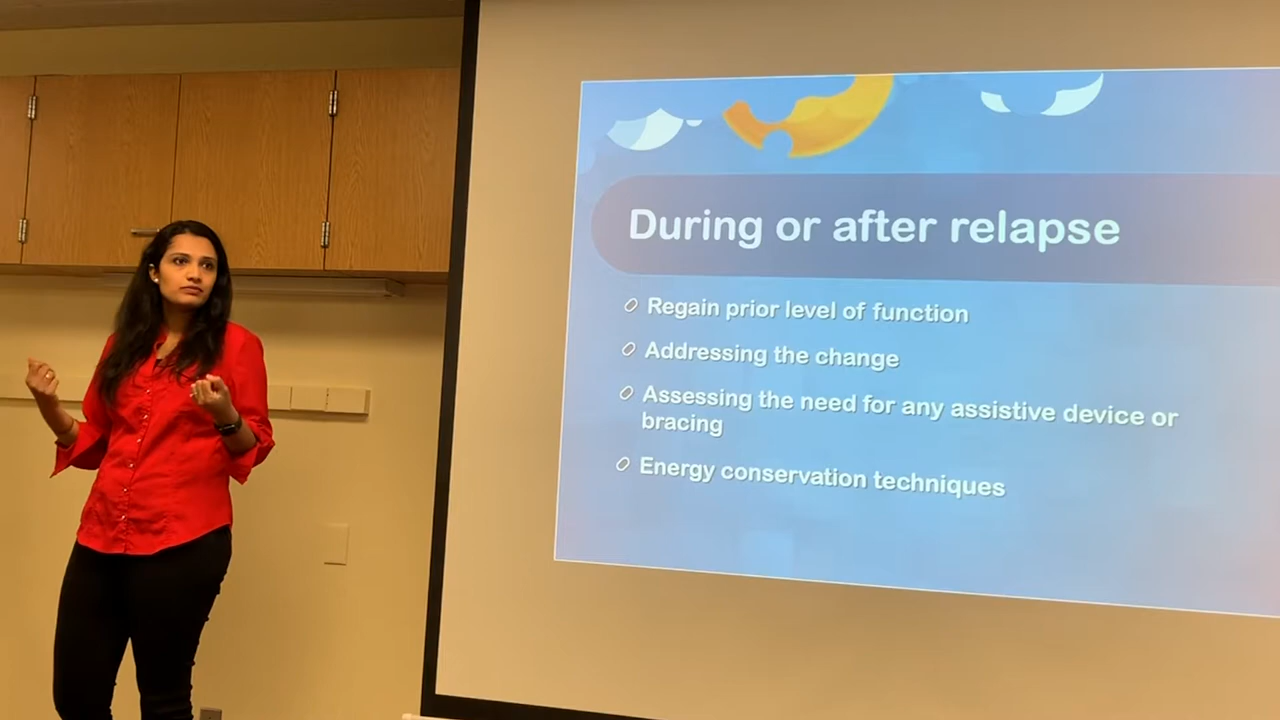 During or after relapse
Regain prior level of function
Addressing the change
Assessing the need for any assistive device or
bracing
Energy conservation techniques